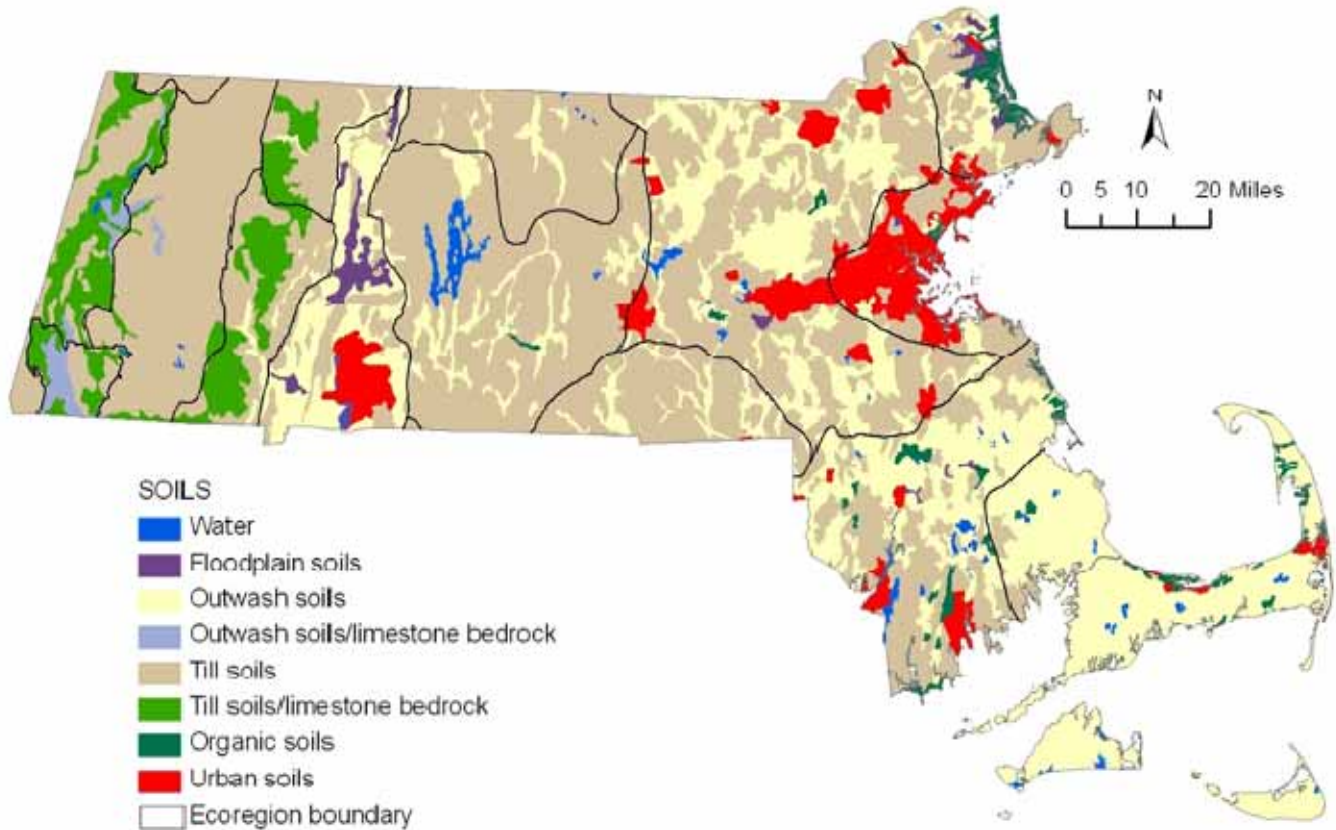 N
0 5 10 20 Miles
SOILS
Water
Floodplain soils
Outwash soils
Outwash soils/limestone bedrock
Till soils
Till soils/limestone bedrock
Organic soils
Urban soils
Ecoregion boundary